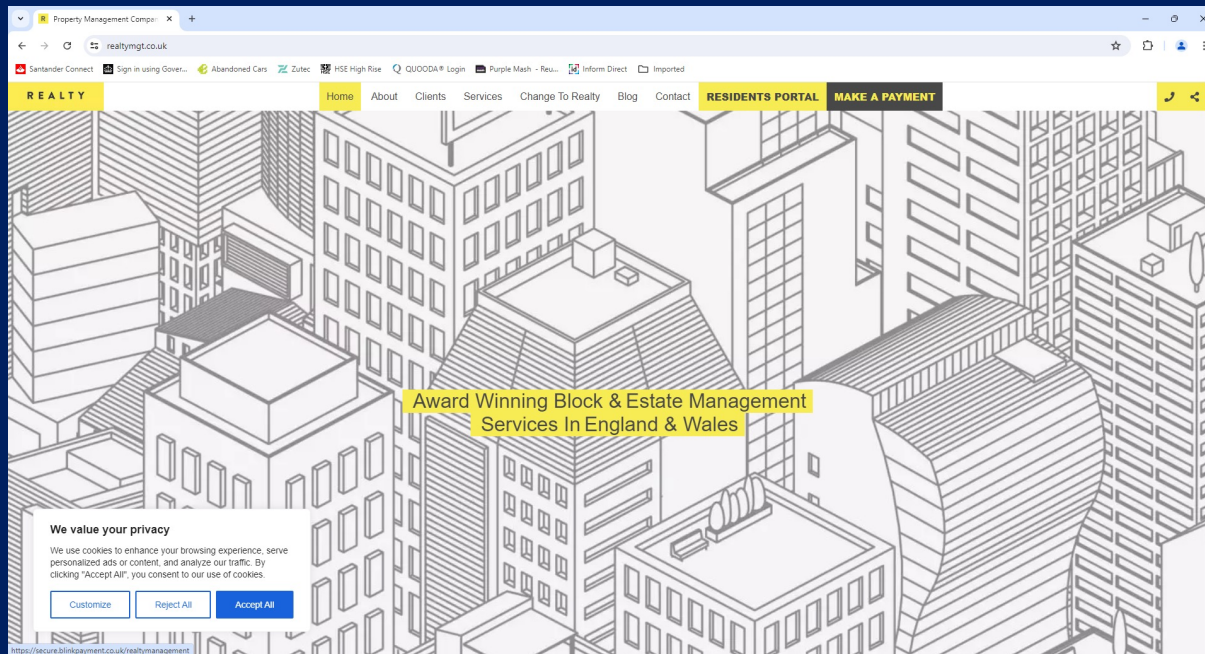 R Property Management Compan
realtymgt.co.uk
Santander Connect Sign in using Gover... Abandoned Cars Zutec HSE High Rise QUOODA® Login Purple Mash - Reu... Inform Direct Imported
REALTY Home About Clients Services Change To Realty Blog Contact RESIDENTS PORTAL MAKE A PAYMENT
Award Winning Block & Estate Management
Services In England & Wales
We value your privacy
We use cookies to enhance your browsing experience, serve
personalized ads or content, and analyze our traffic. By
clicking "Accept All", you consent to our use of cookies.
Customize Reject All Accept All
https://secure.blinkpayment.co.uk/realtymanagement